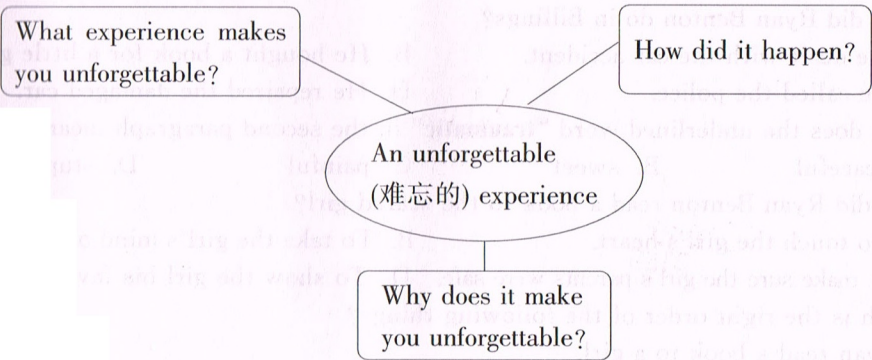 What experience makes
you unforgettable?
How did it happen?
An unforgettable
(难忘的) experience
Why does it make
you unforgettable?